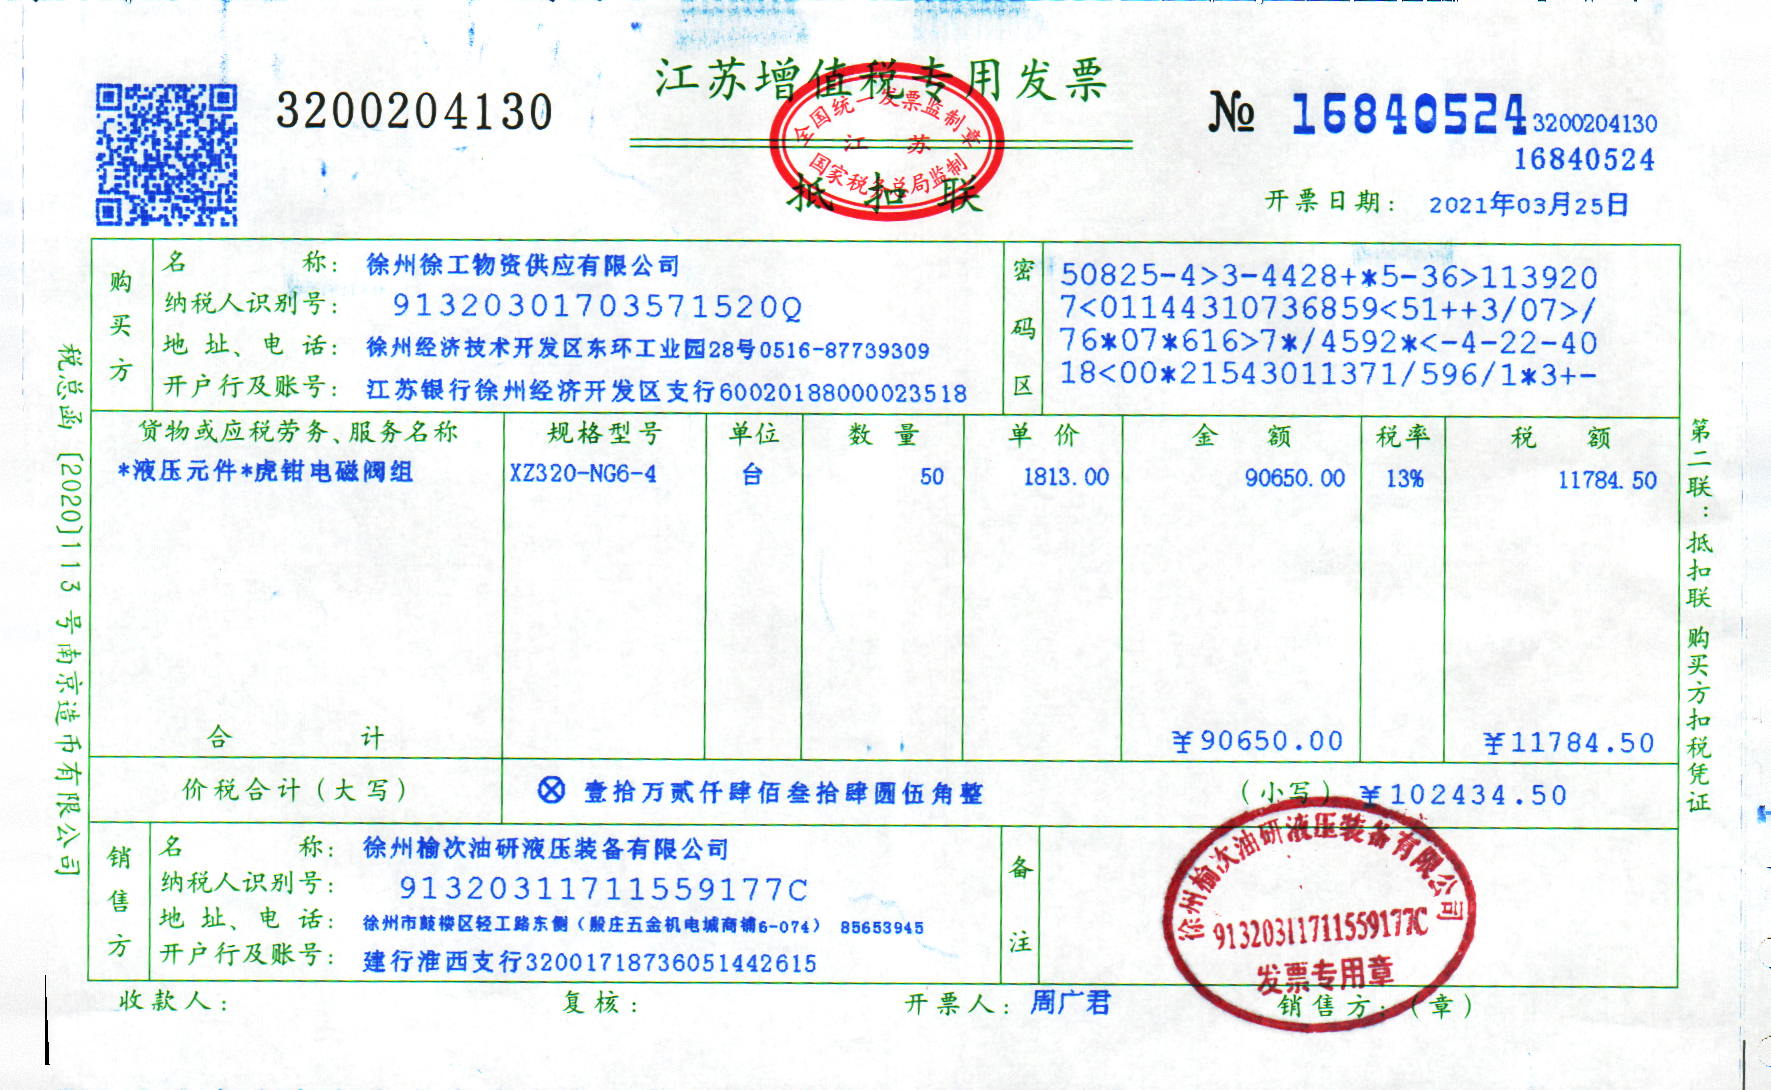 江苏增值税专用发票
3200204130
№ 16840524
3200204130
16840524
全国统一发票监制章
江苏
国家税务总局监制
抵扣联
开票日期: 2021年03月25日
购买方
名称: 徐州徐工物资供应有限公司
纳税人识别号: 91320301703571520Q
地址、电话: 徐州经济技术开发区东环工业园28号0516-87739309
开户行及账号: 江苏银行徐州经济开发区支行60020188000023518
密码区
50825-4>3-4428+*5-36>113920
7<01144310736859<51++3/07>/
76*07*616>7*/4592*<-4-22-40
18<00*21543011371/596/1*3+-
货物或应税劳务、服务名称 规格型号 单位 数量 单价 金额 税率 税额
*液压元件*虎钳电磁阀组 XZ320-NG6-4 台 50 1813.00 90650.00 13% 11784.50
合计 ¥90650.00 ¥11784.50
价税合计(大写) ⊗ 壹拾万贰仟肆佰叁拾肆圆伍角整 (小写) ¥102434.50
销售方
名称: 徐州榆次油研液压装备有限公司
纳税人识别号: 91320311711559177C
地址、电话: 徐州市鼓楼区轻工路东侧(殷庄五金机电城商铺6-074) 85653945
开户行及账号: 建行淮西支行32001718736051442615
备注
徐州榆次油研液压装备有限公司
91320311711559177C
发票专用章
收款人: 复核: 开票人: 周广君 销售方:(章)
税总函[2020]113号南京造币有限公司
第二联:抵扣联 购买方扣税凭证